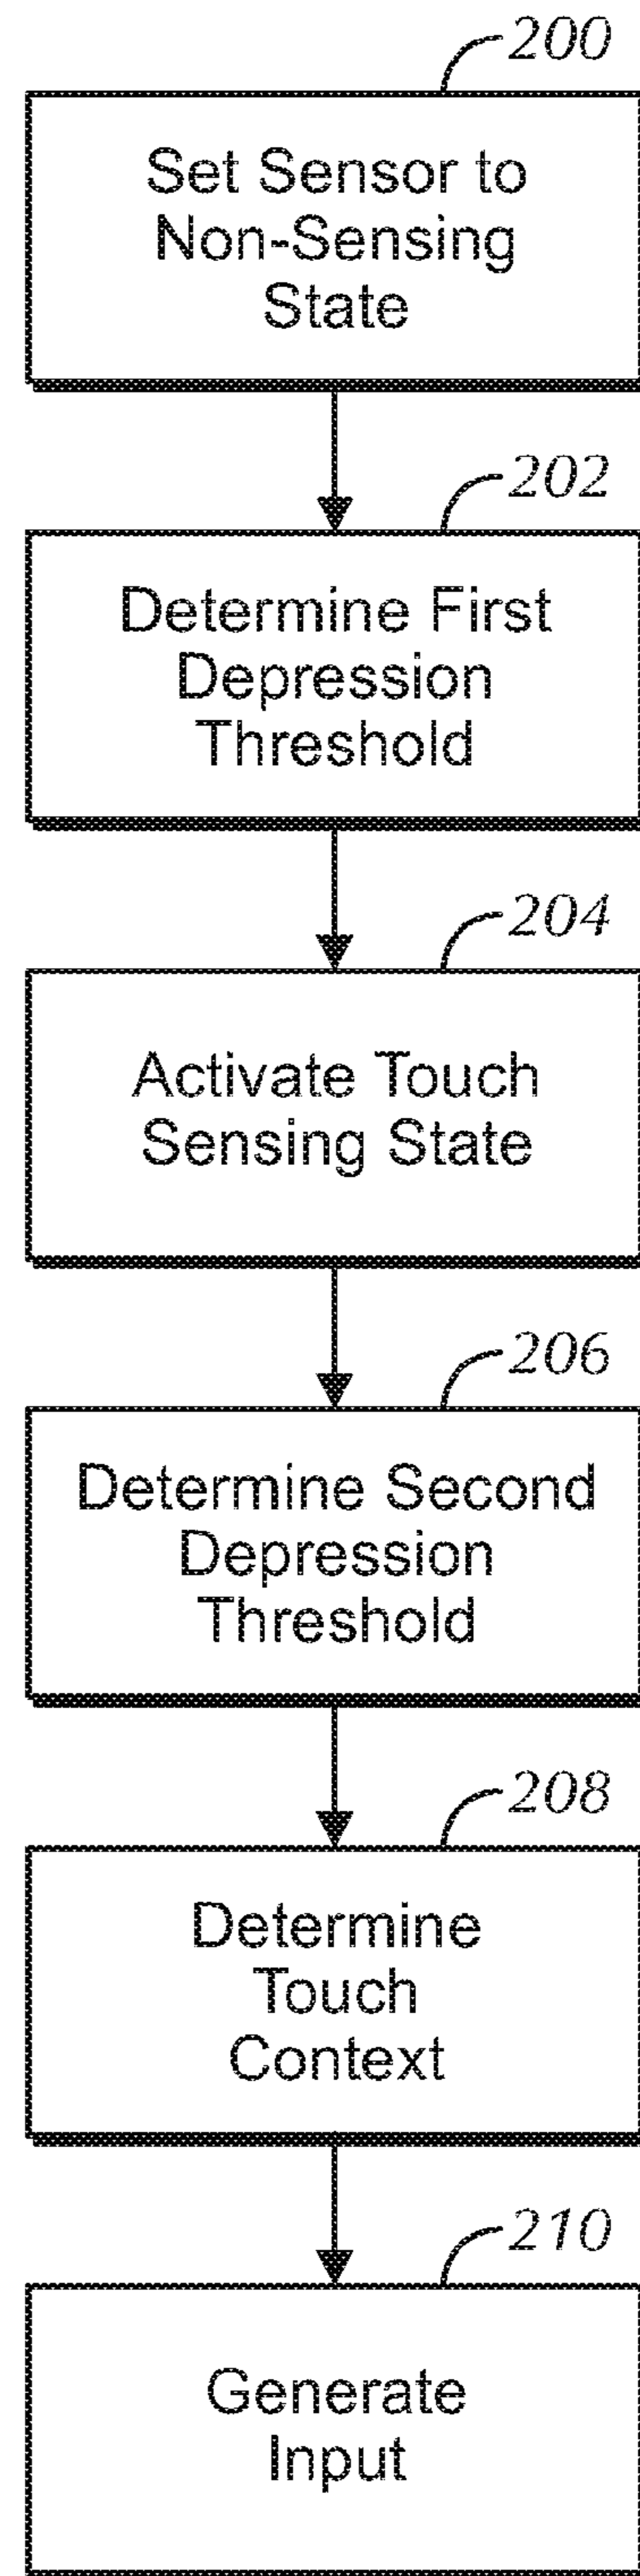 200
Set Sensor to
Non-Sensing
State
202
Determine First
Depression
Threshold
204
Activate Touch
Sensing State
206
Determine Second
Depression
Threshold
208
Determine
Touch
Context
210
Generate
Input